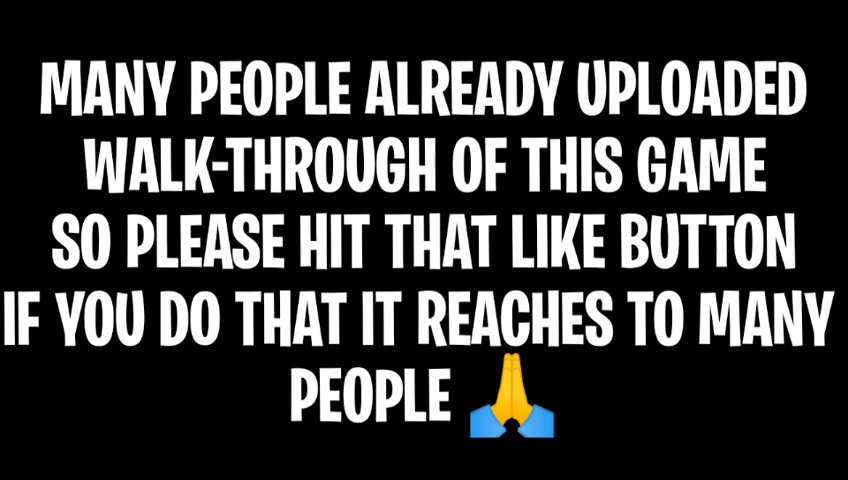 MANY PEOPLE ALREADY UPLOADED
WALK-THROUGH OF THIS GAME
SO PLEASE HIT THAT LIKE BUTTON
IF YOU DO THAT IT REACHES TO MANY
PEOPLE 🙏